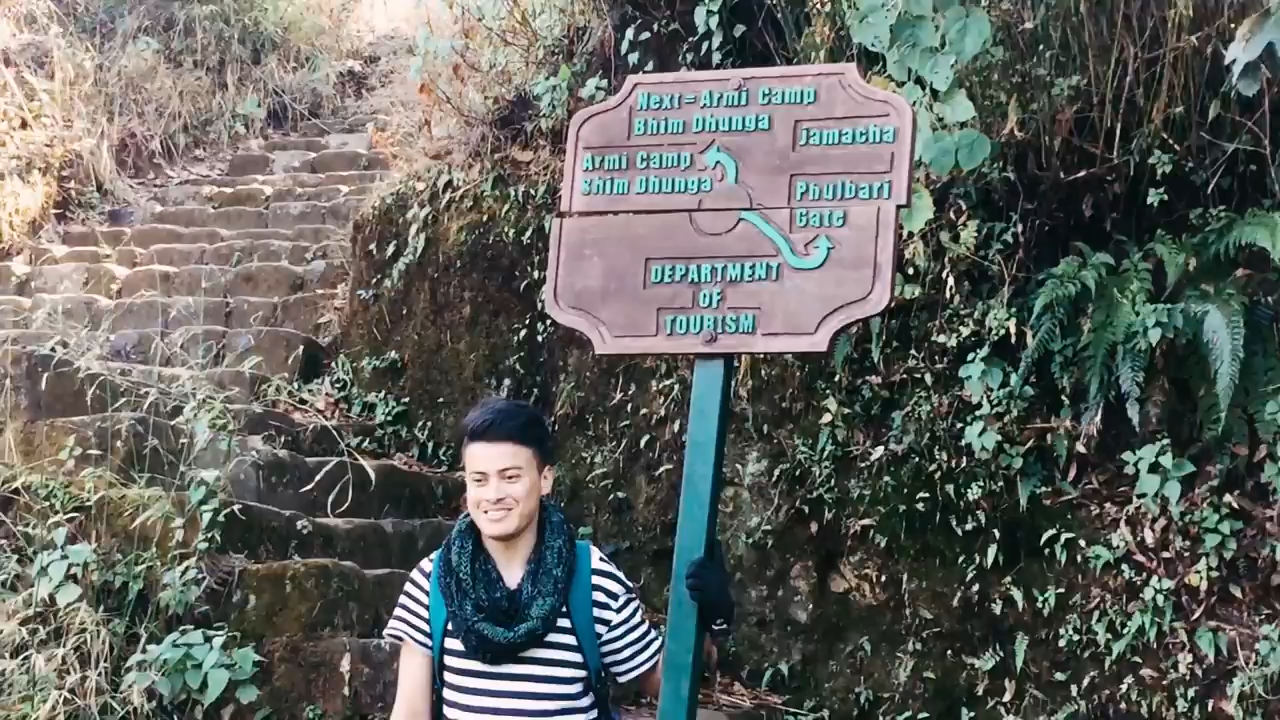 Next = Armi Camp
Bhim Dhunga
Jamacha
Armi Camp
Bhim Dhunga
Phulbari
Gate
DEPARTMENT
OF
TOURISM